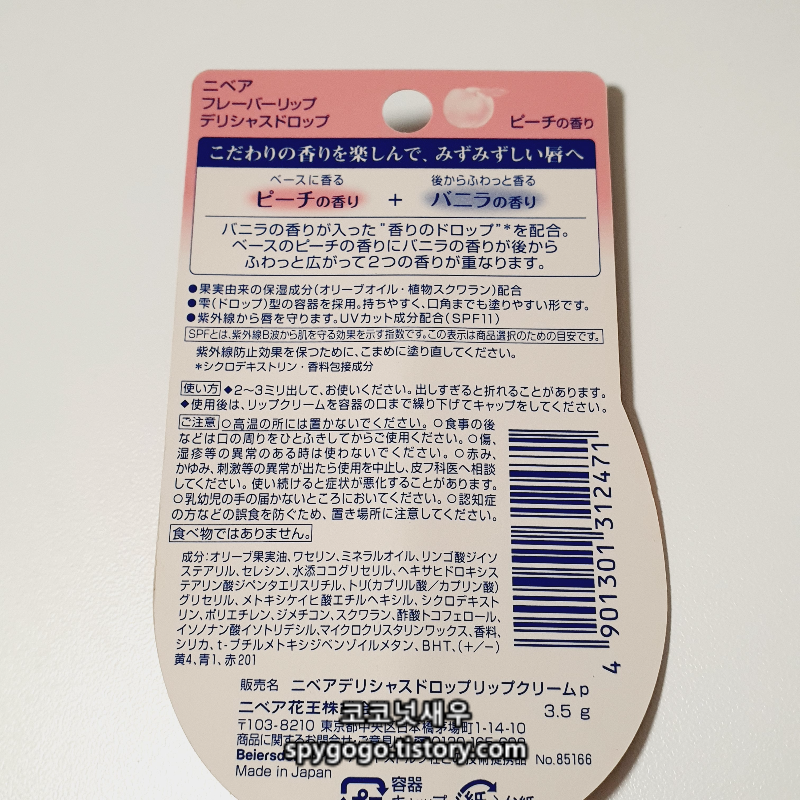 ニベア
フレーバーリップ
デリシャスドロップ
ピーチの香り
こだわりの香りを楽しんで、みずみずしい唇へ
ベースに香る
ピーチの香り
+
後からふわっと香る
バニラの香り
バニラの香りが入った"香りのドロップ"*を配合。
ベースのピーチの香りにバニラの香りが後から
ふわっと広がって2つの香りが重なります。
●果実由来の保湿成分(オリーブオイル・植物スクワラン)配合
●雫(ドロップ)型の容器を採用。持ちやすく、口角までも塗りやすい形です。
●紫外線から唇を守ります。UVカット成分配合(SPF11)
SPFとは、紫外線B波から肌を守る効果を示す指数です。この表示は商品選択のための目安です。
紫外線防止効果を保つために、こまめに塗り直してください。
*シクロデキストリン・香料包接成分
使い方 ◆2~3ミリ出して、お使いください。出しすぎると折れることがあります。
◆使用後は、リップクリームを容器の口まで繰り下げてキャップをしてください。
ご注意 ○高温の所には置かないでください。○食事の後
などは口の周りをひとふきしてからご使用ください。○傷、
湿疹等の異常のある時は使わないでください。○赤み、
かゆみ、刺激等の異常が出たら使用を中止し、皮フ科医へ相談
してください。使い続けると症状が悪化することがあります。
○乳幼児の手の届かないところにおいてください。○認知症
の方などの誤食を防ぐため、置き場所に注意してください。
食べ物ではありません。
成分:オリーブ果実油、ワセリン、ミネラルオイル、リンゴ酸ジイソ
ステアリル、セレシン、水添ココグリセリル、ヘキサヒドロキシス
テアリン酸ジペンタエリスリチル、トリ(カプリル酸/カプリン酸)
グリセリル、メトキシケイヒ酸エチルヘキシル、シクロデキスト
リン、ポリエチレン、ジメチコン、スクワラン、酢酸トコフェロール、
イソノナン酸イソトリデシル、マイクロクリスタリンワックス、香料、
シリカ、t-ブチルメトキシジベンゾイルメタン、BHT、(+/-)
黄4、青1、赤201
4 901301 312471
販売名 ニベアデリシャスドロップリップクリームp
ニベア花王株
3.5 g
코코넛새우
〒103-8210 東京都中央区日本橋茅場町1-14-10
商品に関するお問合せ・ご意見は
spygogo.tistory.com
Beiersd
技術提携品 No.85166
Made in Japan
容器
キャップ
紙
台紙